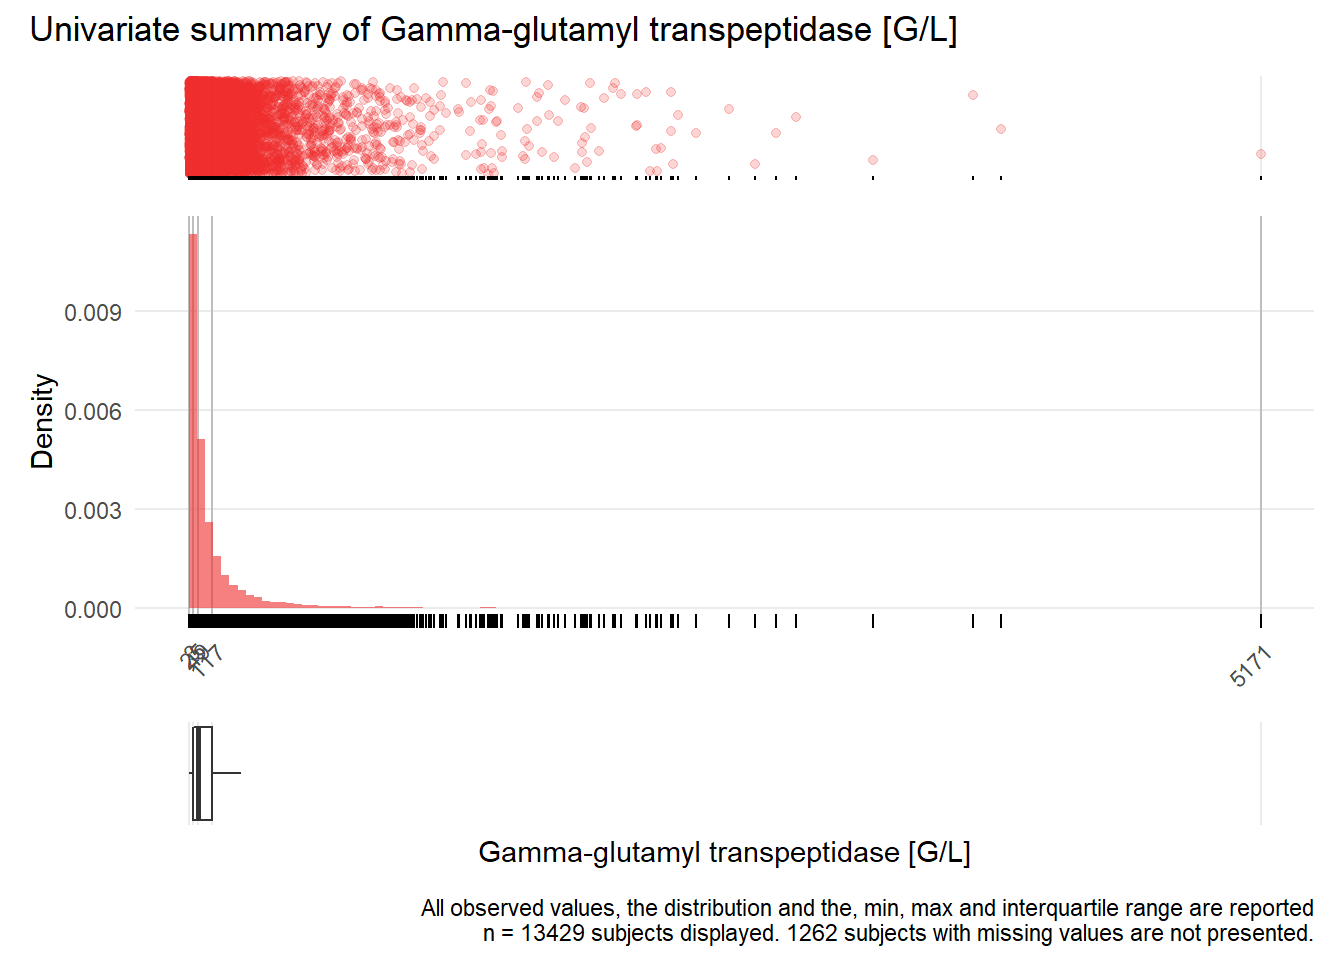 Univariate summary of Gamma-glutamyl transpeptidase [G/L]
Density
0.009
0.006
0.003
0.000
117
5171
Gamma-glutamyl transpeptidase [G/L]
All observed values, the distribution and the, min, max and interquartile range are reported
n = 13429 subjects displayed. 1262 subjects with missing values are not presented.